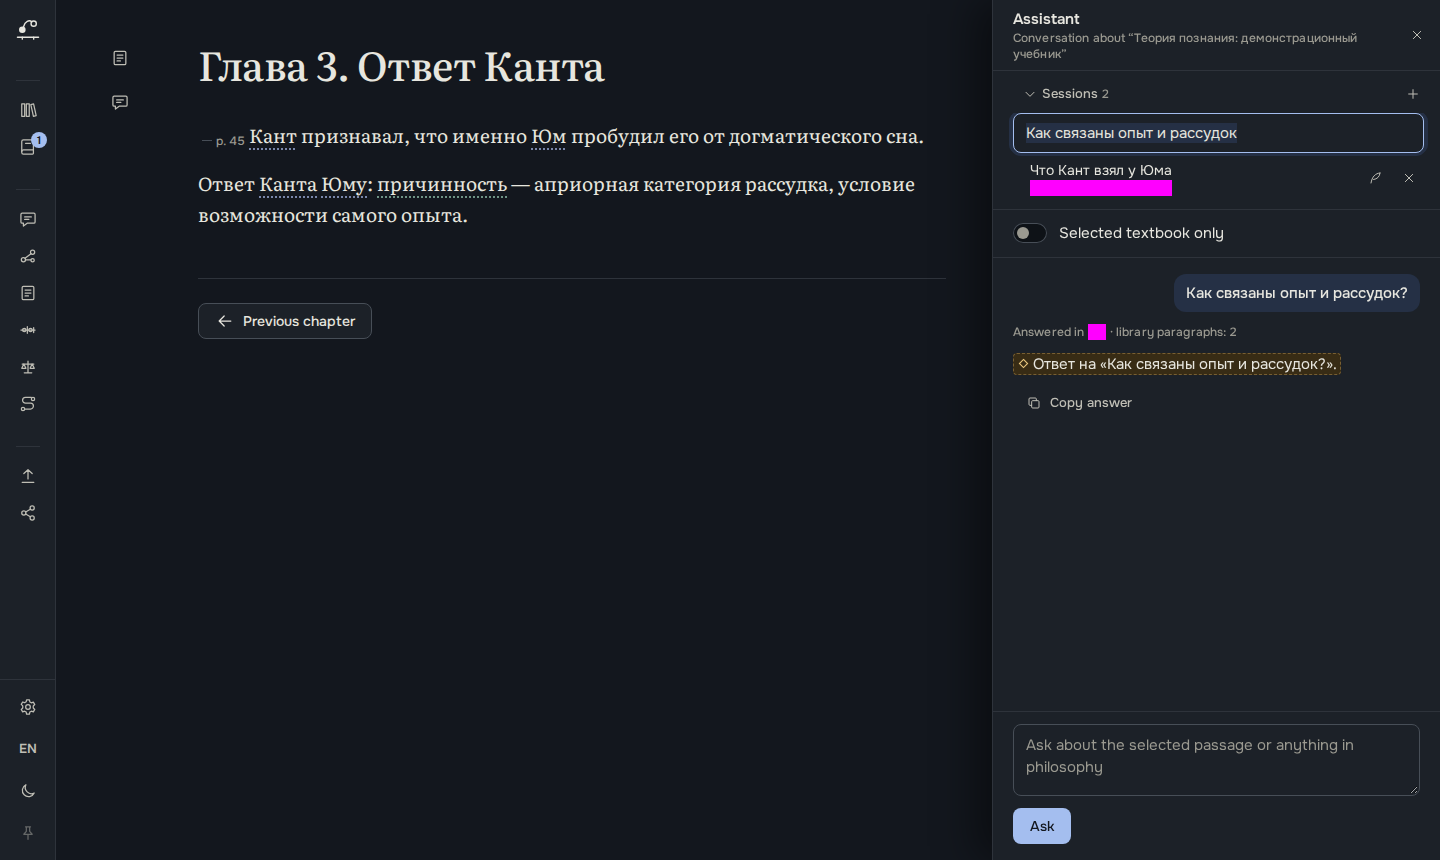 1
EN
Глава 3. Ответ Канта
— p. 45 Кант признавал, что именно Юм пробудил его от догматического сна.
Ответ Канта Юму: причинность — априорная категория рассудка, условие
возможности самого опыта.
Previous chapter
Assistant
Conversation about “Теория познания: демонстрационный
учебник”
Sessions 2
Как связаны опыт и рассудок
Что Кант взял у Юма
Selected textbook only
Как связаны опыт и рассудок?
Answered in · library paragraphs: 2
Ответ на «Как связаны опыт и рассудок?».
Copy answer
Ask about the selected passage or anything in
philosophy
Ask